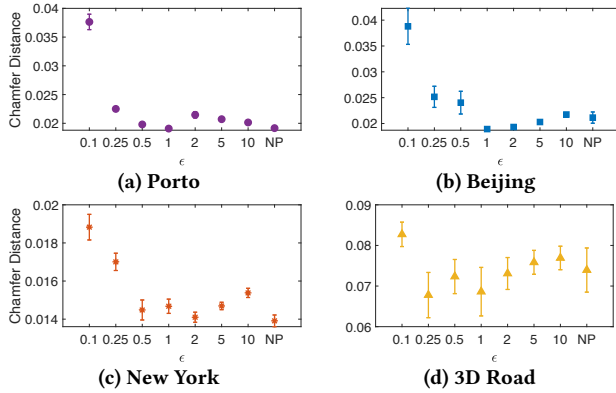 Chamfer Distance
0.04
0.035
0.03
0.025
0.02
0.1 0.25 0.5 1 2 5 10 NP
ϵ
(a) Porto
0.04
0.035
0.03
0.025
0.02
0.1 0.25 0.5 1 2 5 10 NP
ϵ
(b) Beijing
Chamfer Distance
0.02
0.018
0.016
0.014
0.1 0.25 0.5 1 2 5 10 NP
ϵ
(c) New York
0.09
0.08
0.07
0.06
0.1 0.25 0.5 1 2 5 10 NP
ϵ
(d) 3D Road